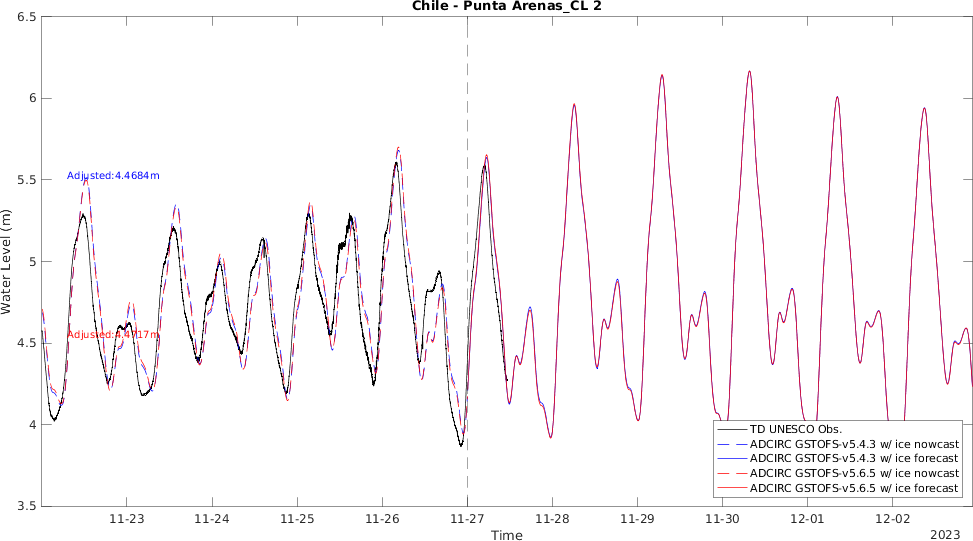 Chile - Punta Arenas_CL 2
6.5
6
5.5
5
4.5
4
3.5
Water Level (m)
Adjusted:4.4684m
Adjusted:4.4717m
TD UNESCO Obs.
ADCIRC GSTOFS-v5.4.3 w/ ice nowcast
ADCIRC GSTOFS-v5.4.3 w/ ice forecast
ADCIRC GSTOFS-v5.6.5 w/ ice nowcast
ADCIRC GSTOFS-v5.6.5 w/ ice forecast
11-23 11-24 11-25 11-26 11-27 11-28 11-29 11-30 12-01 12-02
Time
2023